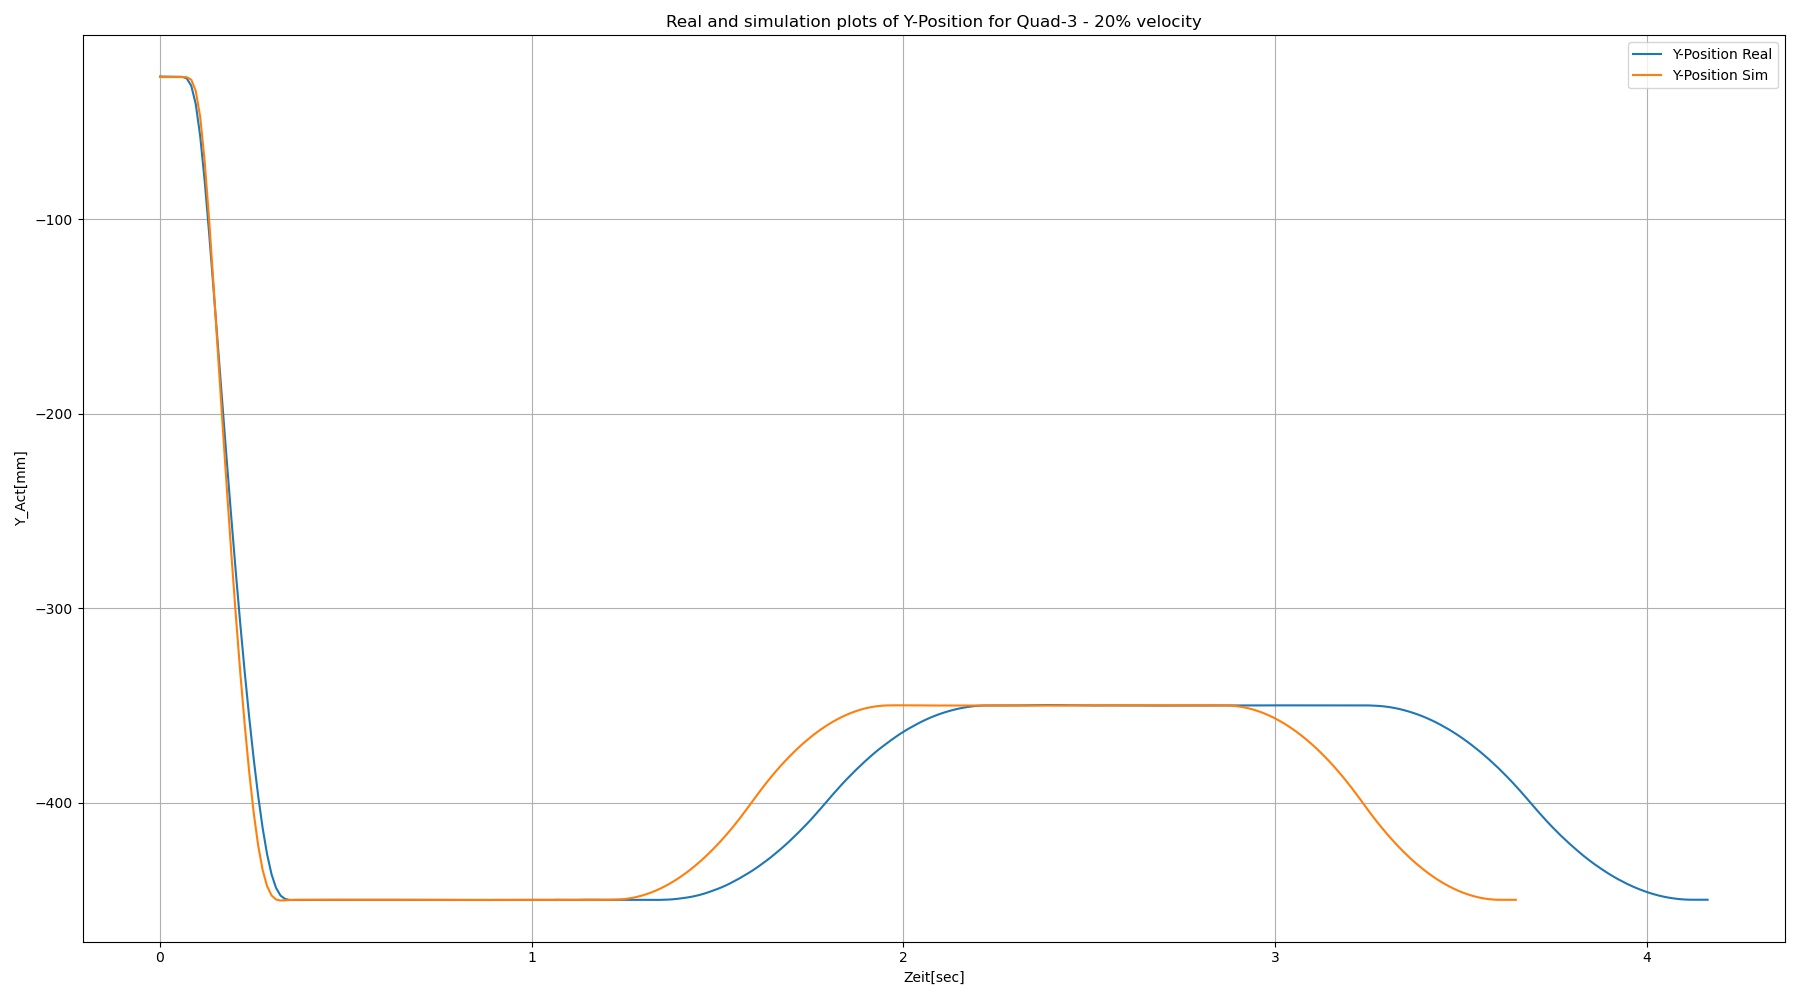 Real and simulation plots of Y-Position for Quad-3 - 20% velocity
Y-Position Real
Y-Position Sim
−100
−200
−300
−400
Y_Act[mm]
0 1 2 3 4
Zeit[sec]